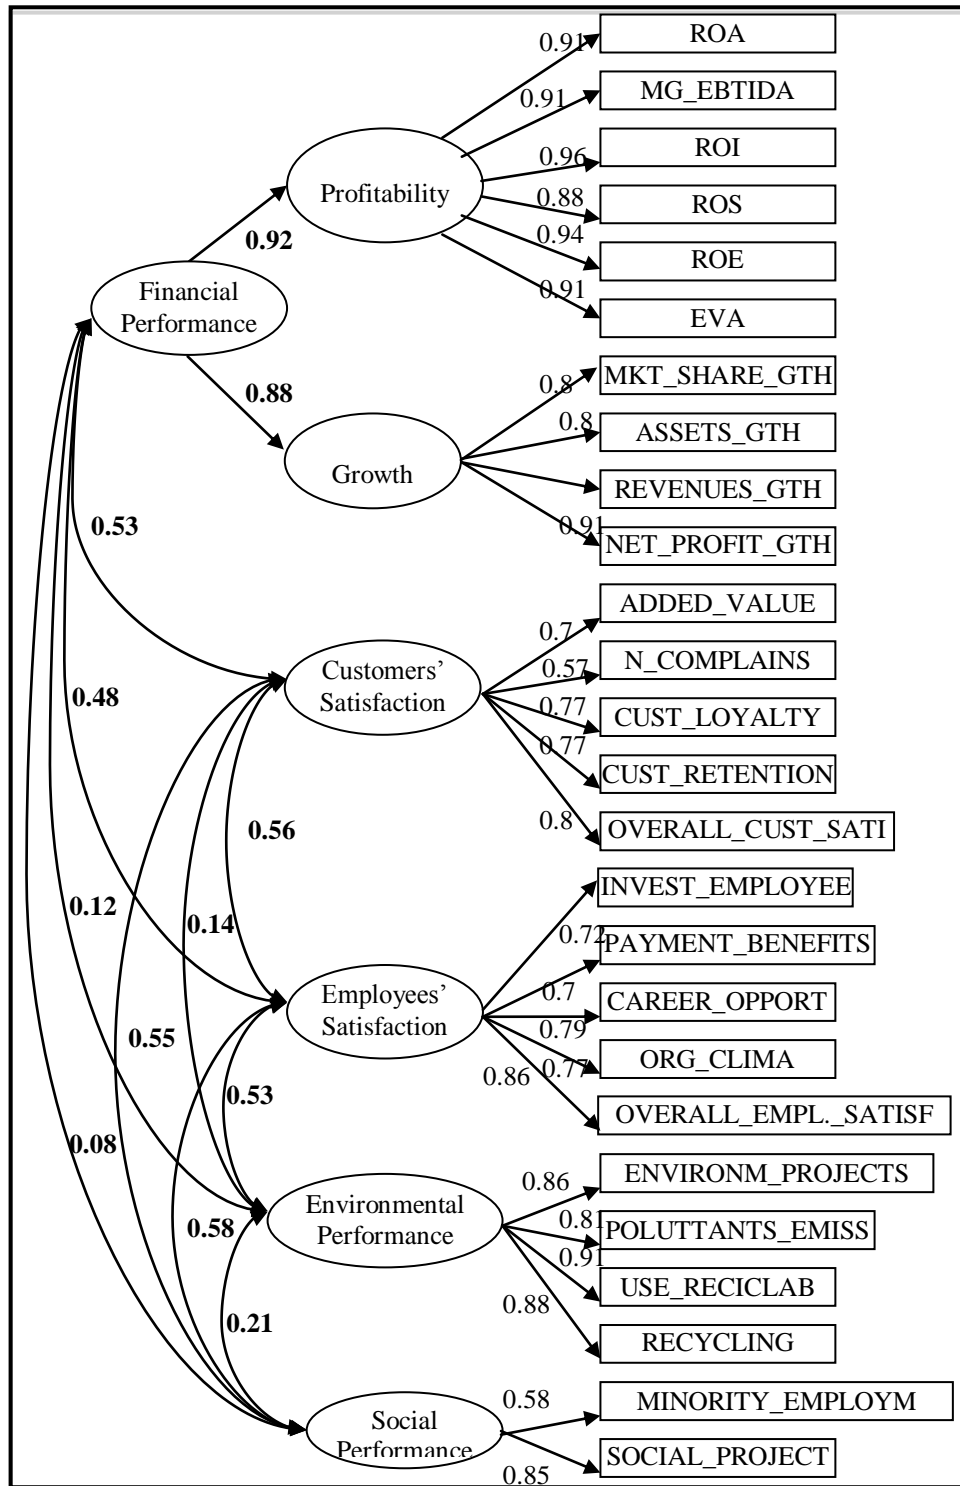 0.91
ROA
0.91
MG_EBTIDA
0.96
ROI
0.88
ROS
0.94
ROE
0.91
EVA
Profitability
0.92
Financial
Performance
0.88
Growth
0.8
MKT_SHARE_GTH
0.8
ASSETS_GTH
REVENUES_GTH
0.91
NET_PROFIT_GTH
0.53
Customers’
Satisfaction
0.7
ADDED_VALUE
0.57
N_COMPLAINS
0.77
CUST_LOYALTY
0.77
CUST_RETENTION
0.8
OVERALL_CUST_SATI
0.48
0.56
0.12
0.14
Employees’
Satisfaction
INVEST_EMPLOYEE
0.72
PAYMENT_BENEFITS
0.7
CAREER_OPPORT
0.79
ORG_CLIMA
0.77
0.86
OVERALL_EMPL._SATISF
0.55
0.53
0.08
0.58
Environmental
Performance
0.86
ENVIRONM_PROJECTS
0.81
POLUTTANTS_EMISS
0.91
USE_RECICLAB
0.88
RECYCLING
0.21
Social
Performance
0.58
MINORITY_EMPLOYM
0.85
SOCIAL_PROJECT